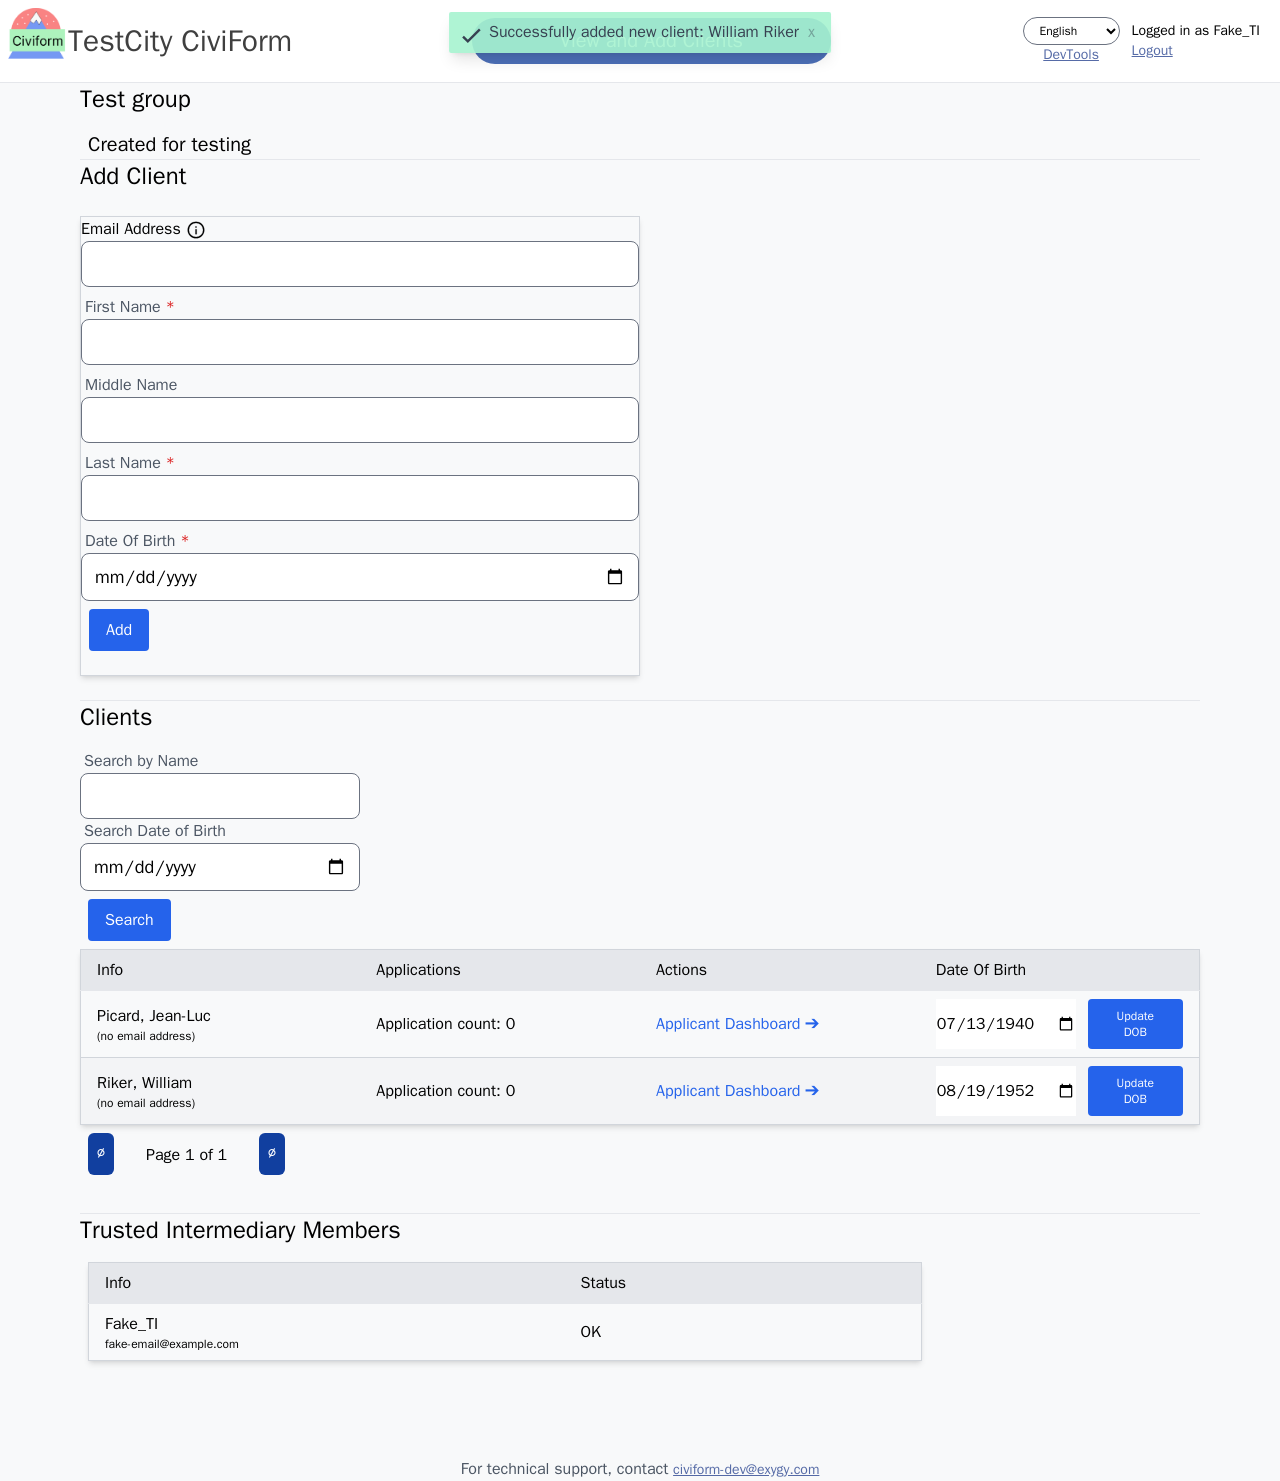 Civiform
TestCity CiviForm
Successfully added new client: William Riker x
View and Add Clients
English
DevTools
Logged in as Fake_TI
Logout
Test group
Created for testing
Add Client
Email Address
First Name *
Middle Name
Last Name *
Date Of Birth *
mm/dd/yyyy
Add
Clients
Search by Name
Search Date of Birth
mm/dd/yyyy
Search
Info Applications Actions Date Of Birth
Picard, Jean-Luc
(no email address)
Application count: 0
Applicant Dashboard ➔
07/13/1940
Update
DOB
Riker, William
(no email address)
Application count: 0
Applicant Dashboard ➔
08/19/1952
Update
DOB
∅ Page 1 of 1 ∅
Trusted Intermediary Members
Info Status
Fake_TI
fake-email@example.com
OK
For technical support, contact civiform-dev@exygy.com